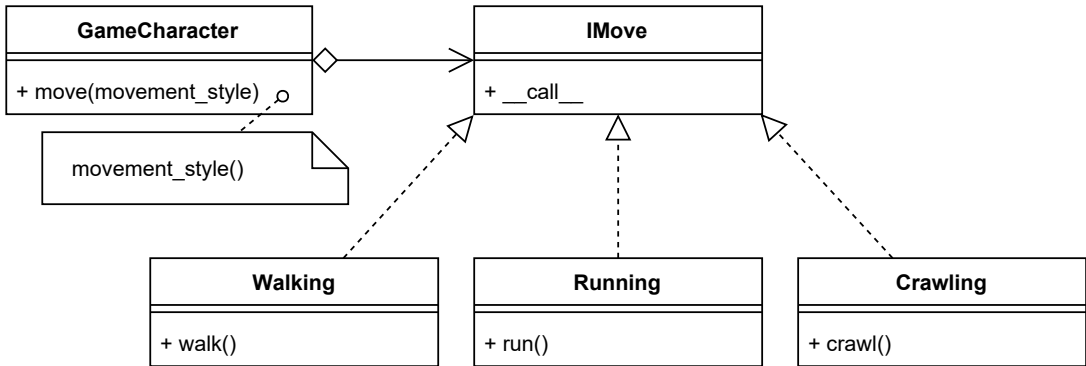 GameCharacter
+ move(movement_style)
movement_style()
IMove
+ __call__
Walking
+ walk()
Running
+ run()
Crawling
+ crawl()